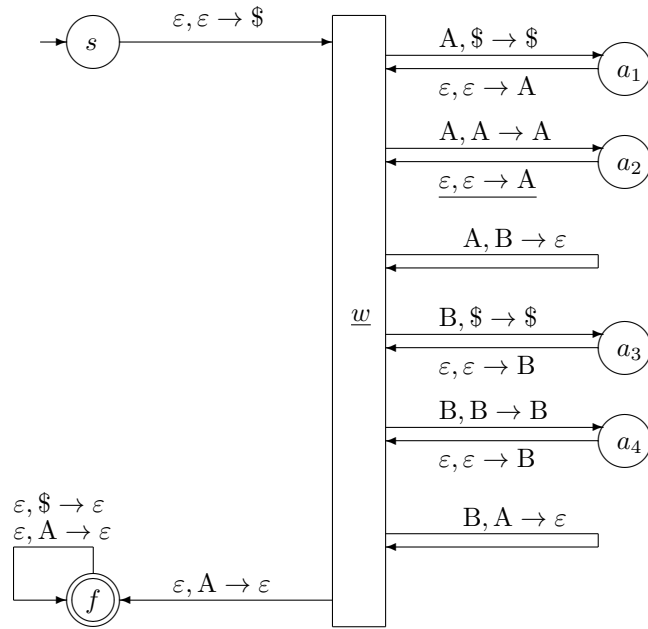 s
ε, ε → $
A, $ → $
a₁
ε, ε → A
A, A → A
a₂
ε, ε → A
A, B → ε
w
B, $ → $
a₃
ε, ε → B
B, B → B
a₄
ε, ε → B
B, A → ε
ε, $ → ε
ε, A → ε
f
ε, A → ε